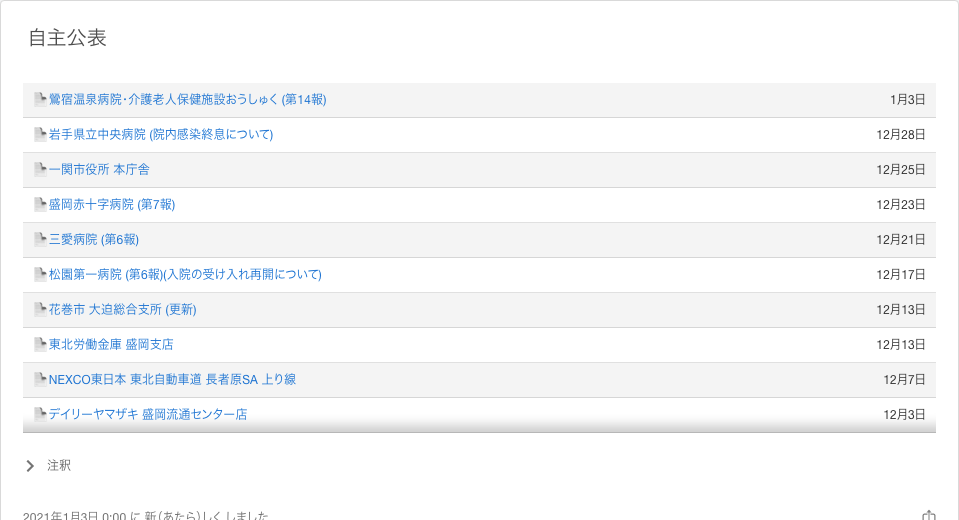 自主公表
鶯宿温泉病院・介護老人保健施設おうしゅく (第14報) 1月3日
岩手県立中央病院 (院内感染終息について) 12月28日
一関市役所 本庁舎 12月25日
盛岡赤十字病院 (第7報) 12月23日
三愛病院 (第6報) 12月21日
松園第一病院 (第6報)(入院の受け入れ再開について) 12月17日
花巻市 大迫総合支所 (更新) 12月13日
東北労働金庫 盛岡支店 12月13日
NEXCO東日本 東北自動車道 長者原SA 上り線 12月7日
デイリーヤマザキ 盛岡流通センター店 12月3日
注釈
2021年1月3日 0:00 に 新(あたら)しく しました